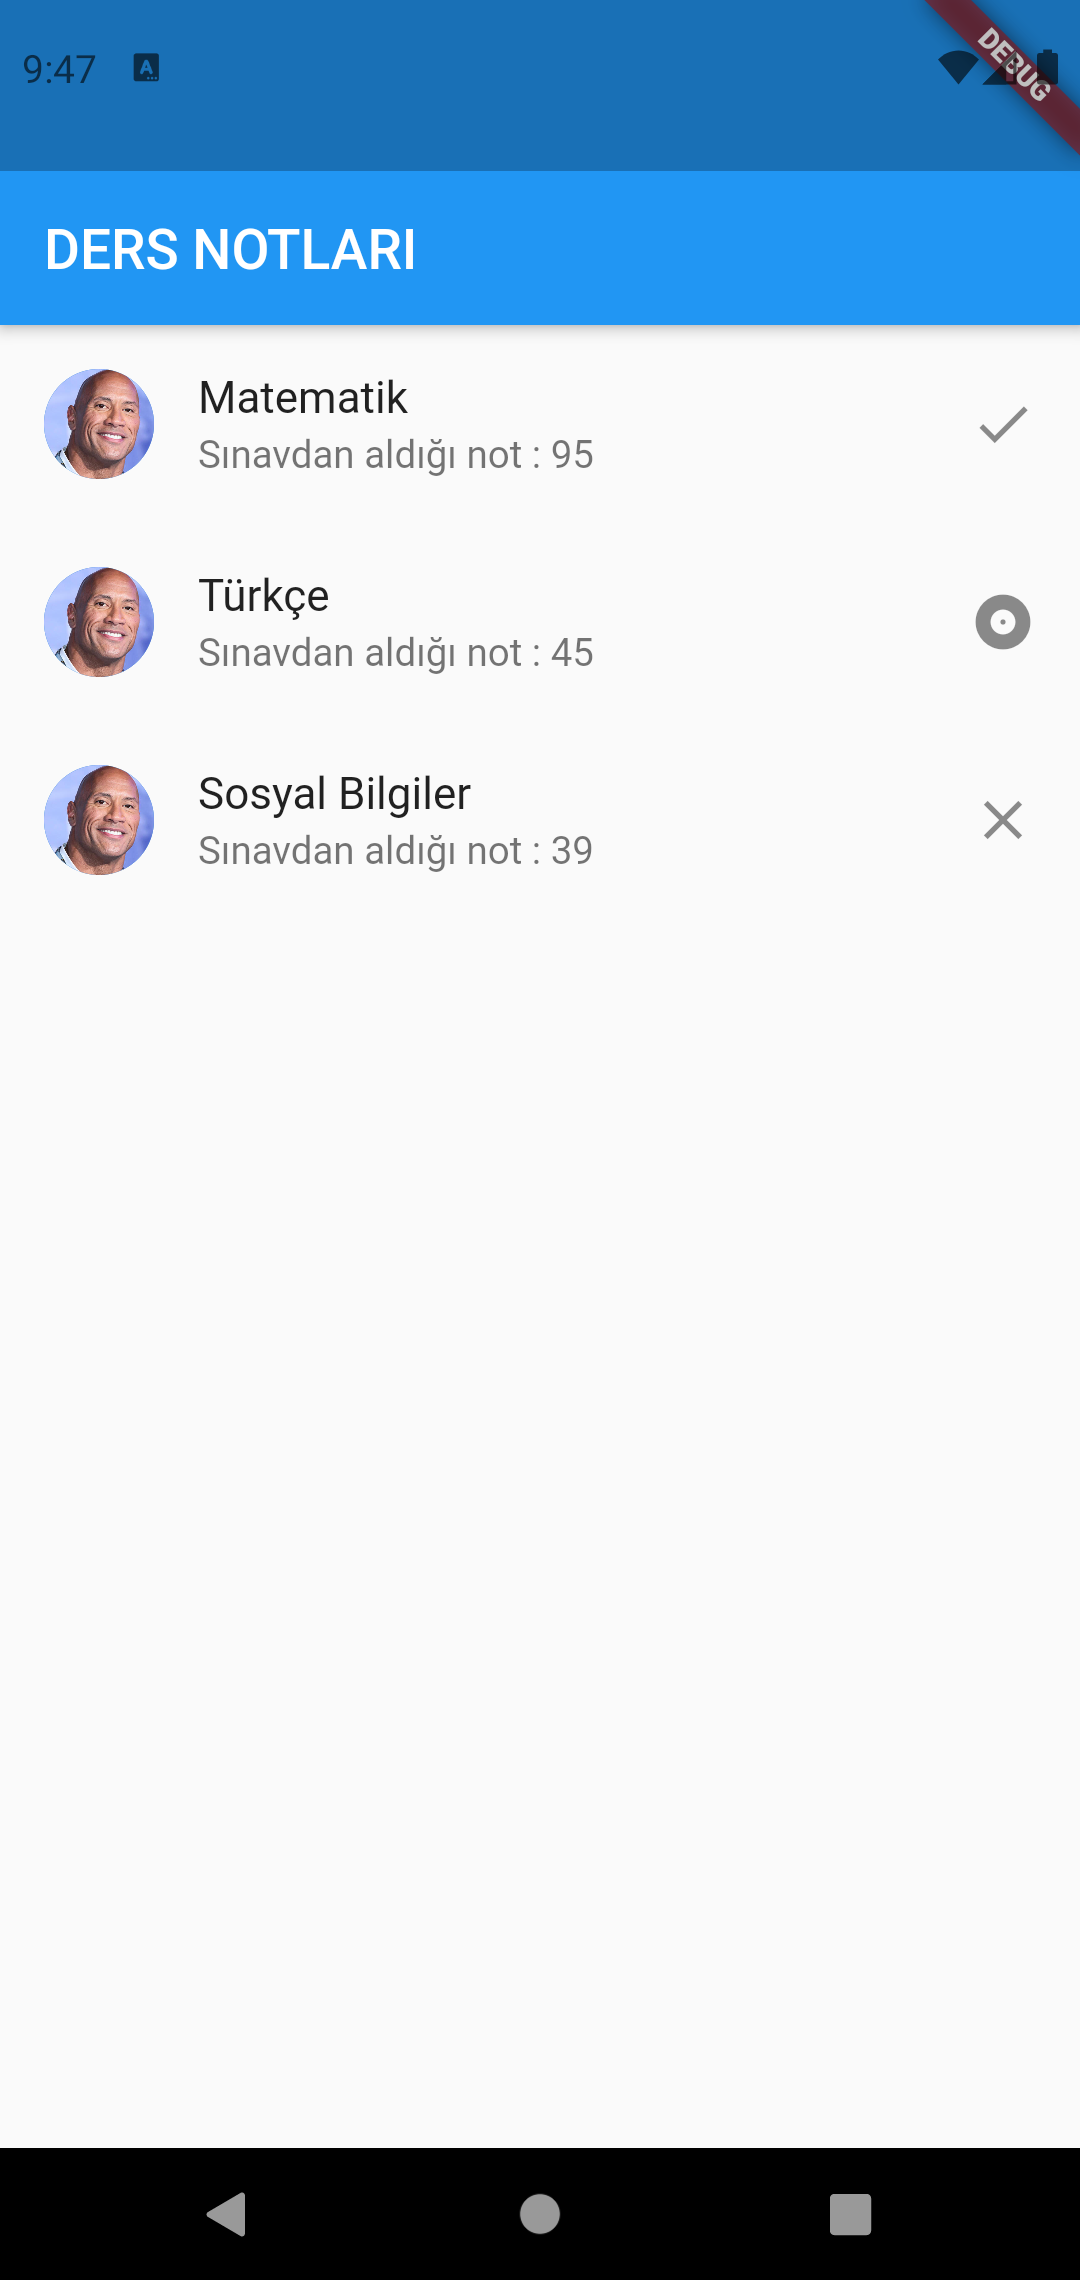 9:47
A
DEBUG
DERS NOTLARI
Matematik
Sınavdan aldığı not : 95
Türkçe
Sınavdan aldığı not : 45
Sosyal Bilgiler
Sınavdan aldığı not : 39